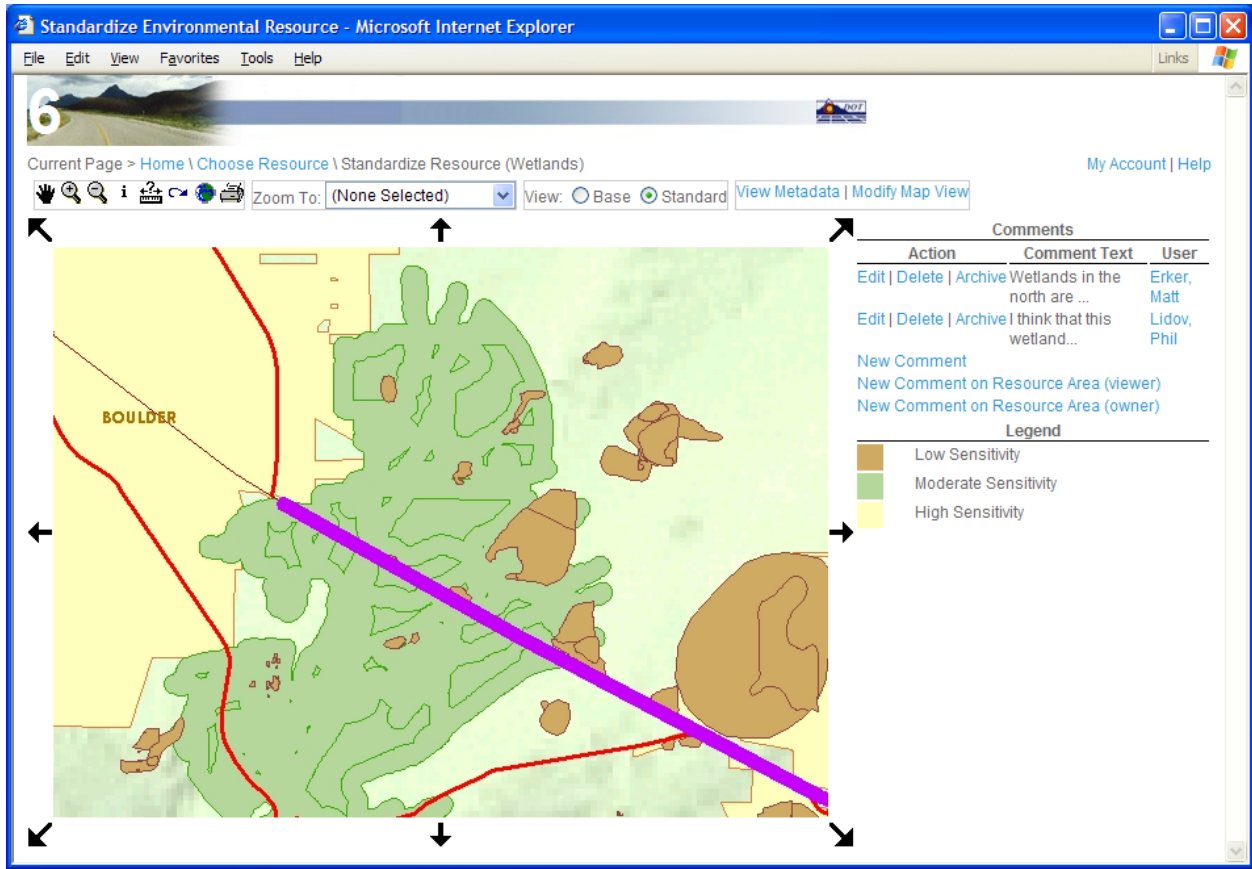 Standardize Environmental Resource - Microsoft Internet Explorer
File Edit View Favorites Tools Help Links
6
DOT
Current Page > Home \ Choose Resource \ Standardize Resource (Wetlands) My Account | Help
Zoom To: (None Selected) View: Base Standard View Metadata | Modify Map View
Comments
Action Comment Text User
Edit | Delete | Archive Wetlands in the Erker,
north are ... Matt
Edit | Delete | Archive I think that this Lidov,
wetland... Phil
New Comment
New Comment on Resource Area (viewer)
New Comment on Resource Area (owner)
Legend
Low Sensitivity
Moderate Sensitivity
High Sensitivity
BOULDER